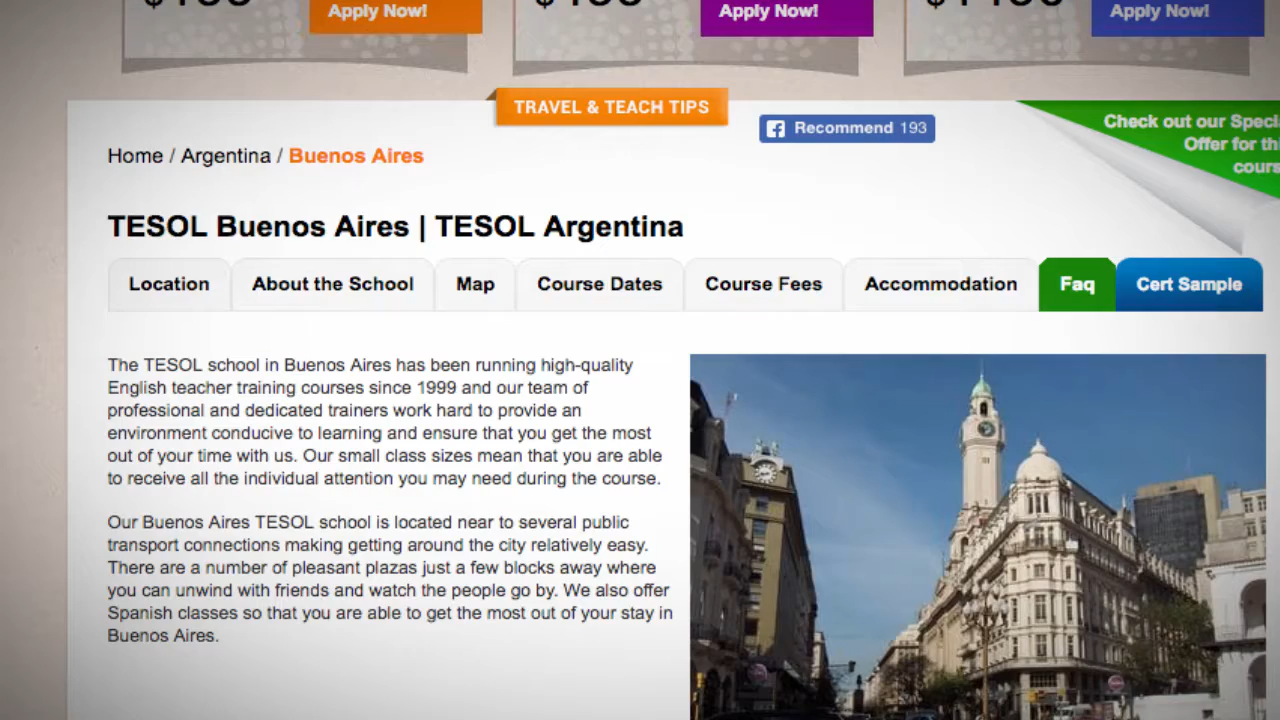 Apply Now!
Apply Now!
Apply Now!
TRAVEL & TEACH TIPS
Recommend 193
Check out our
Offer for
Home / Argentina / Buenos Aires
TESOL Buenos Aires | TESOL Argentina
Location
About the School
Map
Course Dates
Course Fees
Accommodation
Faq
Cert Sample
The TESOL school in Buenos Aires has been running high-quality
English teacher training courses since 1999 and our team of
professional and dedicated trainers work hard to provide an
environment conducive to learning and ensure that you get the most
out of your time with us. Our small class sizes mean that you are able
to receive all the individual attention you may need during the course.
Our Buenos Aires TESOL school is located near to several public
transport connections making getting around the city relatively easy.
There are a number of pleasant plazas just a few blocks away where
you can unwind with friends and watch the people go by. We also offer
Spanish classes so that you are able to get the most out of your stay in
Buenos Aires.